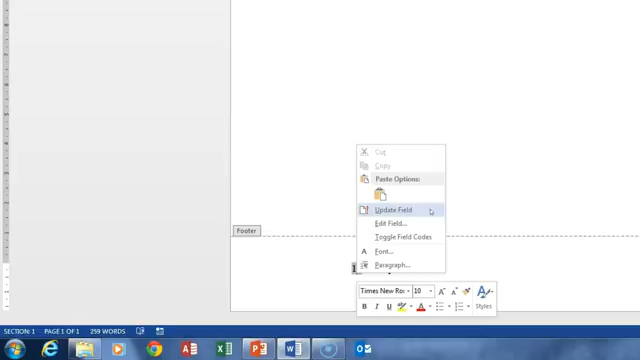 Cut
Copy
Paste Options:
Update Field
Edit Field...
Toggle Field Codes
Font...
Paragraph...
Footer
1
Times New Ro
10
A A
Styles
B I U
A
SECTION 1 PAGE 1 OF 1 259 WORDS